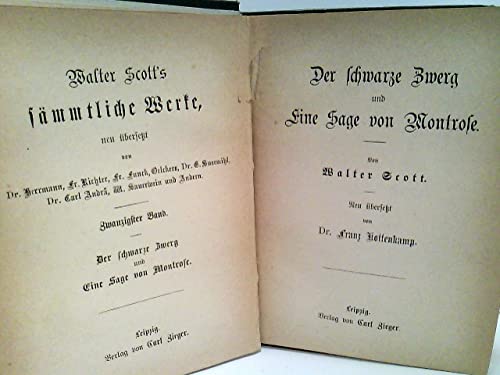 Walter Scott's
sämmtliche Werke,
neu übersetzt
von
Dr. Herrmann, Fr. Richter, Fr. Funck, Oelckers, Dr. E. Susemihl,
Dr. Carl Andrä, W. Sauerwein und Andern.
Zwanzigster Band.
Der schwarze Zwerg
und
Eine Sage von Montrose.
Leipzig.
Verlag von Carl Zieger.
Der schwarze Zwerg
und
Eine Sage von Montrose.
Von
Walter Scott.
Neu übersetzt
von
Dr. Franz Kottenkamp.
Leipzig.
Verlag von Carl Zieger.